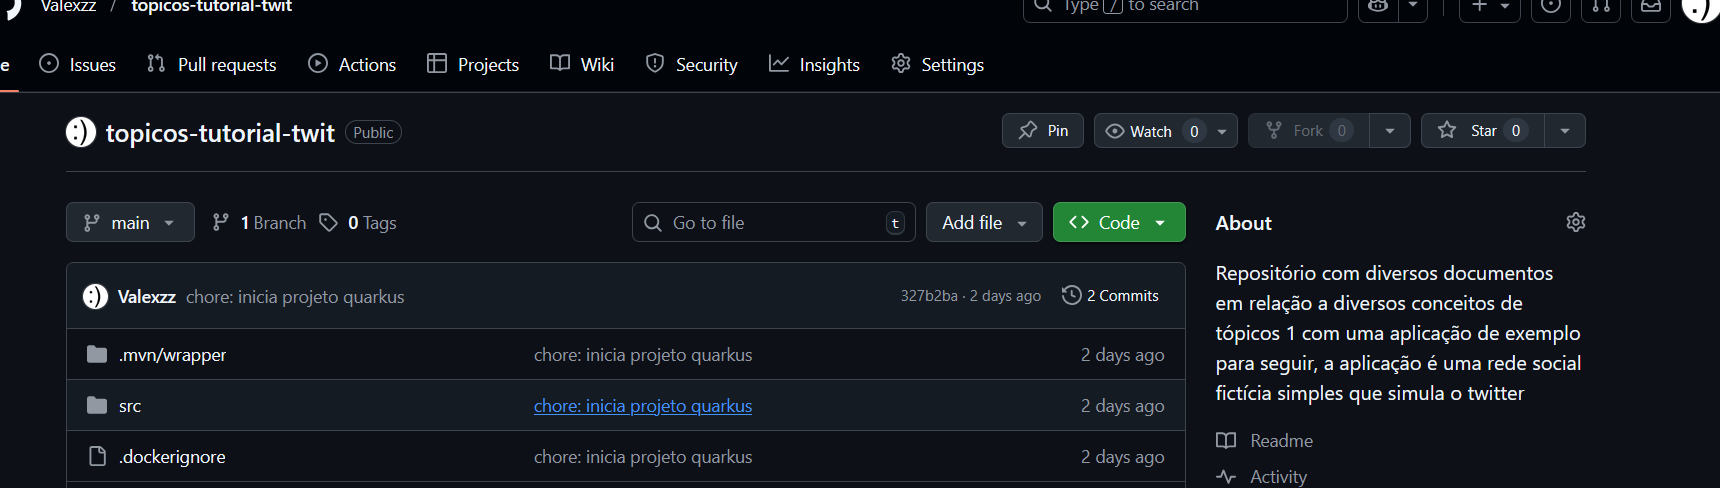 Valexzz / topicos-tutorial-twit Type / to search
e Issues Pull requests Actions Projects Wiki Security Insights Settings
:) topicos-tutorial-twit Public Pin Watch 0 Fork 0 Star 0
main 1 Branch 0 Tags Go to file t Add file Code
:) Valexzz chore: inicia projeto quarkus 327b2ba · 2 days ago 2 Commits
.mvn/wrapper chore: inicia projeto quarkus 2 days ago
src chore: inicia projeto quarkus 2 days ago
.dockerignore chore: inicia projeto quarkus 2 days ago
About
Repositório com diversos documentos
em relação a diversos conceitos de
tópicos 1 com uma aplicação de exemplo
para seguir, a aplicação é uma rede social
fictícia simples que simula o twitter
Readme
Activity